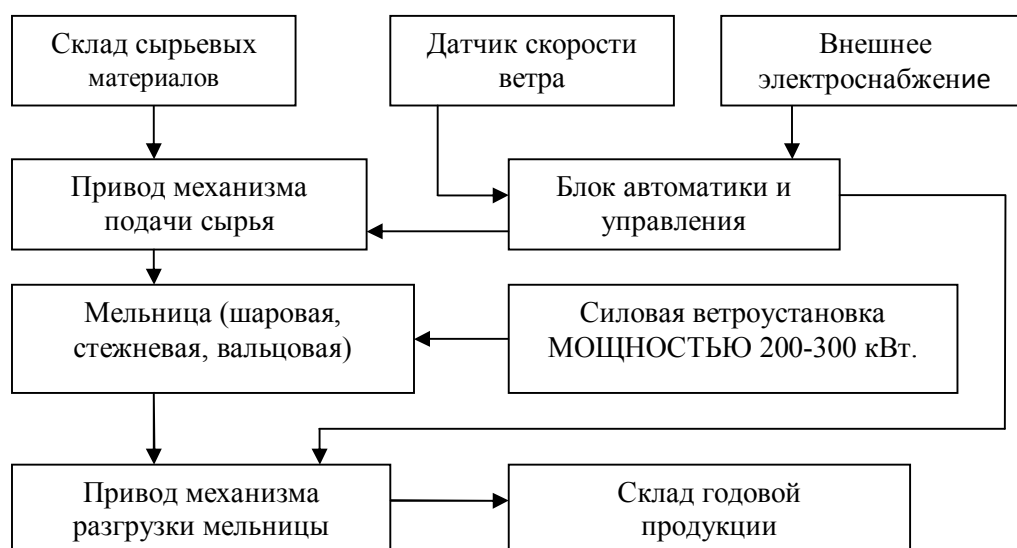 Склад сырьевых
материалов
Датчик скорости
ветра
Внешнее
электроснабжение
Привод механизма
подачи сырья
Блок автоматики и
управления
Мельница (шаровая,
стежневая, вальцовая)
Силовая ветроустановка
МОЩНОСТЬЮ 200-300 кВт.
Привод механизма
разгрузки мельницы
Склад годовой
продукции